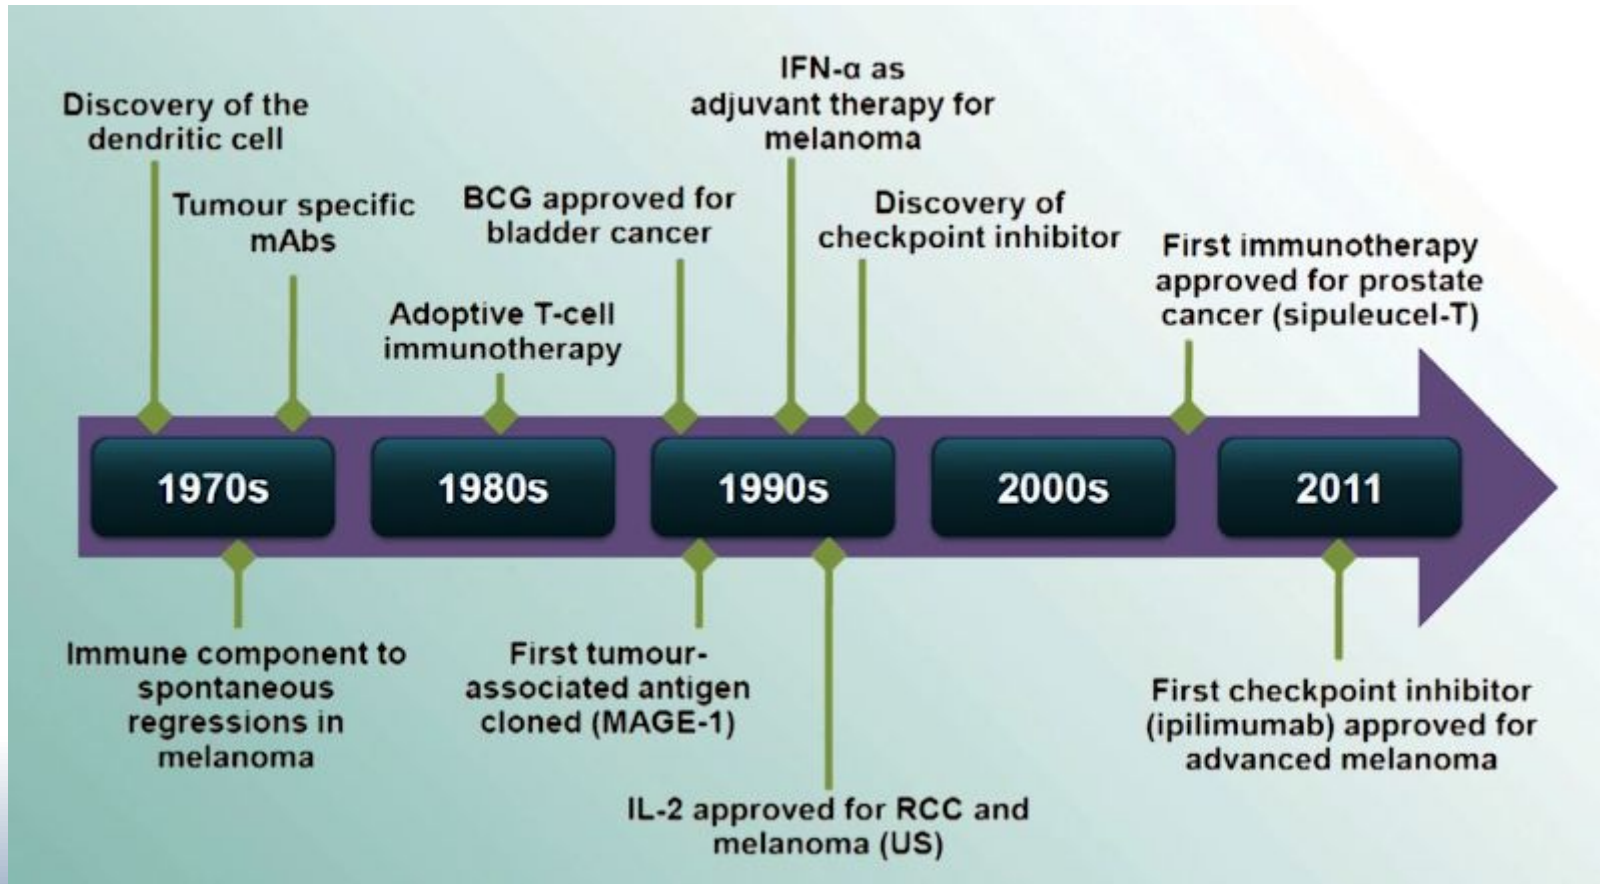 Discovery of the
dendritic cell
Tumour specific
mAbs
Adoptive T-cell
immunotherapy
BCG approved for
bladder cancer
IFN-α as
adjuvant therapy for
melanoma
Discovery of
checkpoint inhibitor
First immunotherapy
approved for prostate
cancer (sipuleucel-T)
1970s
1980s
1990s
2000s
2011
Immune component to
spontaneous
regressions in
melanoma
First tumour-
associated antigen
cloned (MAGE-1)
IL-2 approved for RCC and
melanoma (US)
First checkpoint inhibitor
(ipilimumab) approved for
advanced melanoma